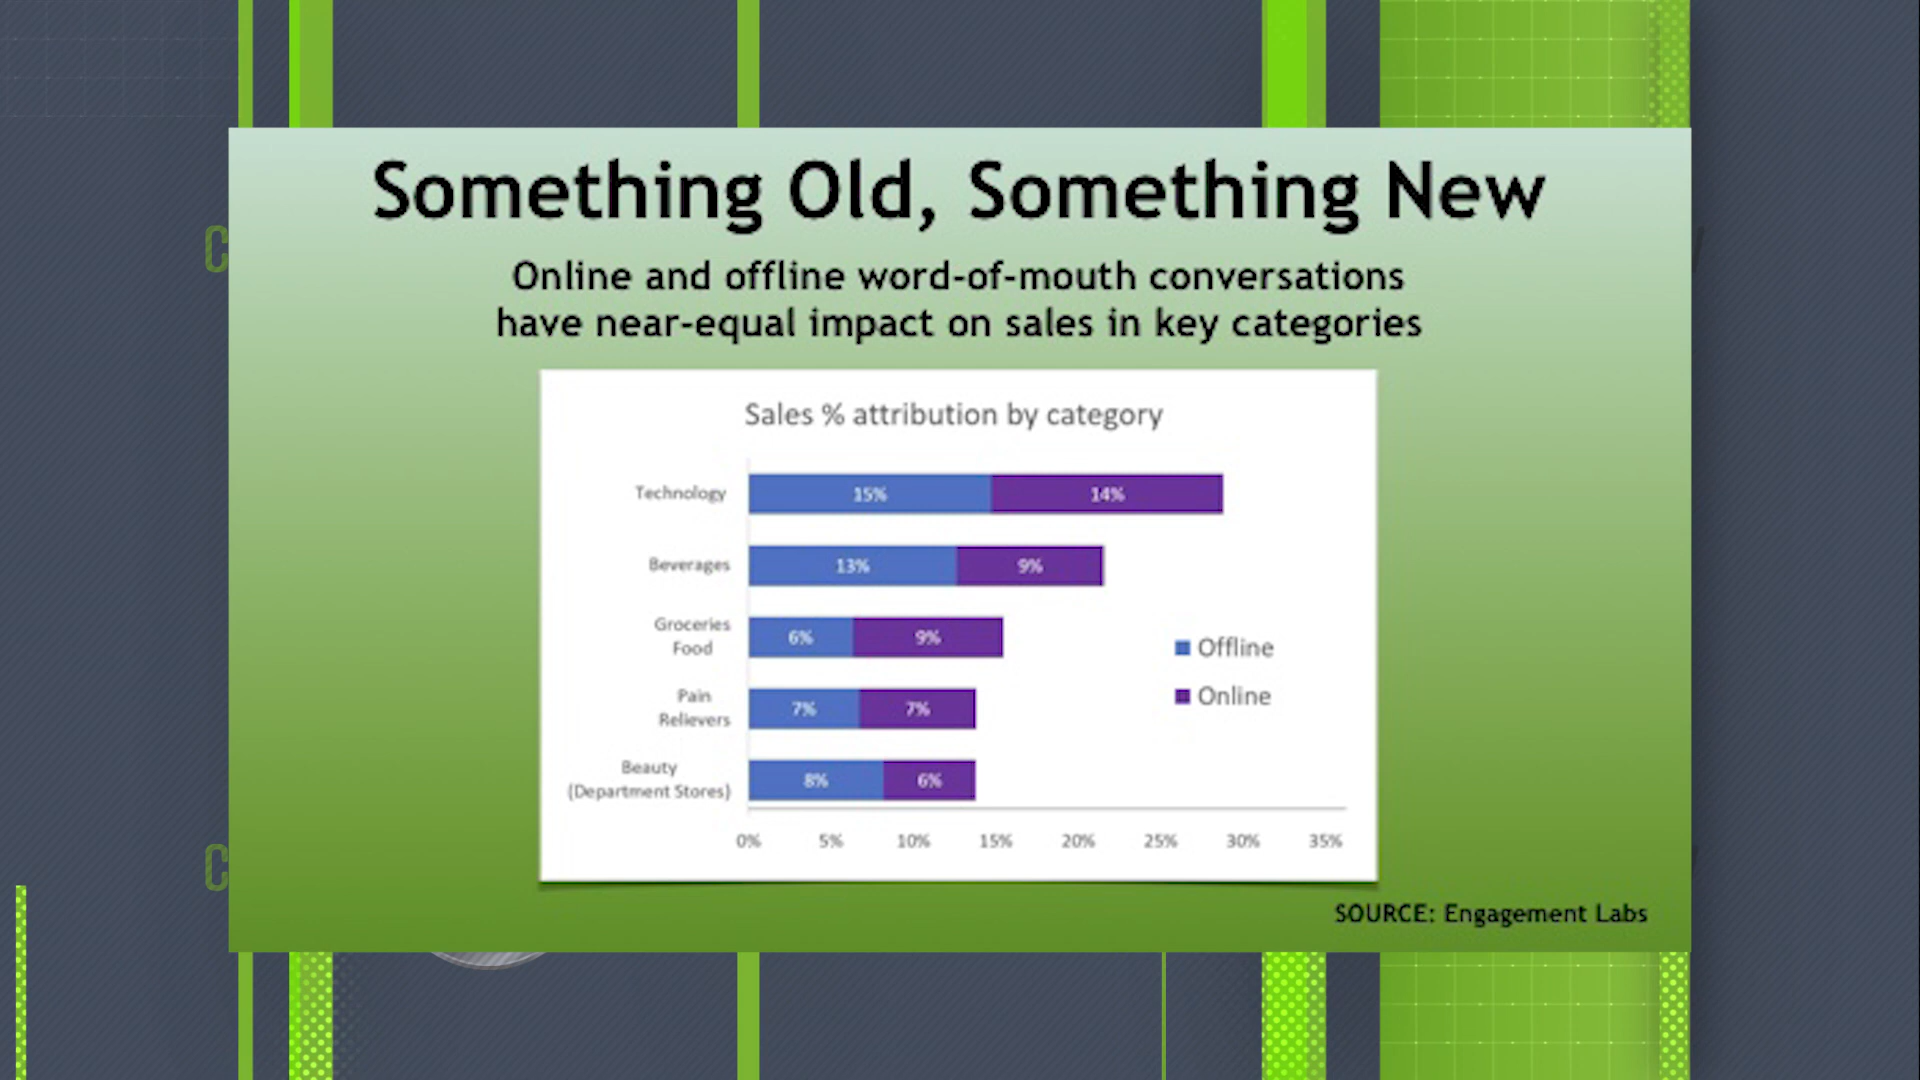 Something Old, Something New
Online and offline word-of-mouth conversations
have near-equal impact on sales in key categories
Sales % attribution by category
Technology 15% 14%
Beverages 13% 9%
Groceries
Food 6% 9%
Pain
Relievers 7% 7%
Beauty
(Department Stores) 8% 6%
Offline
Online
0% 5% 10% 15% 20% 25% 30% 35%
SOURCE: Engagement Labs